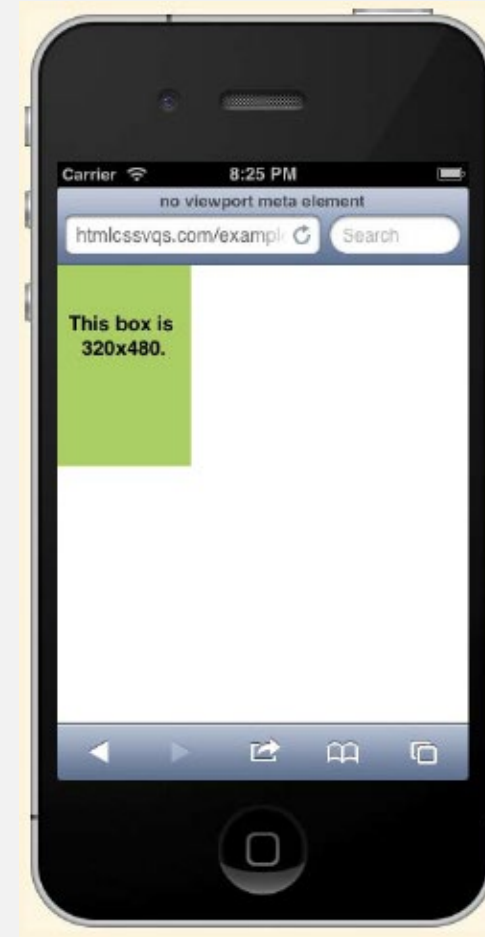 Carrier
8:25 PM
no viewport meta element
htmlcssvqs.com/exampl
Search
This box is
320x480.